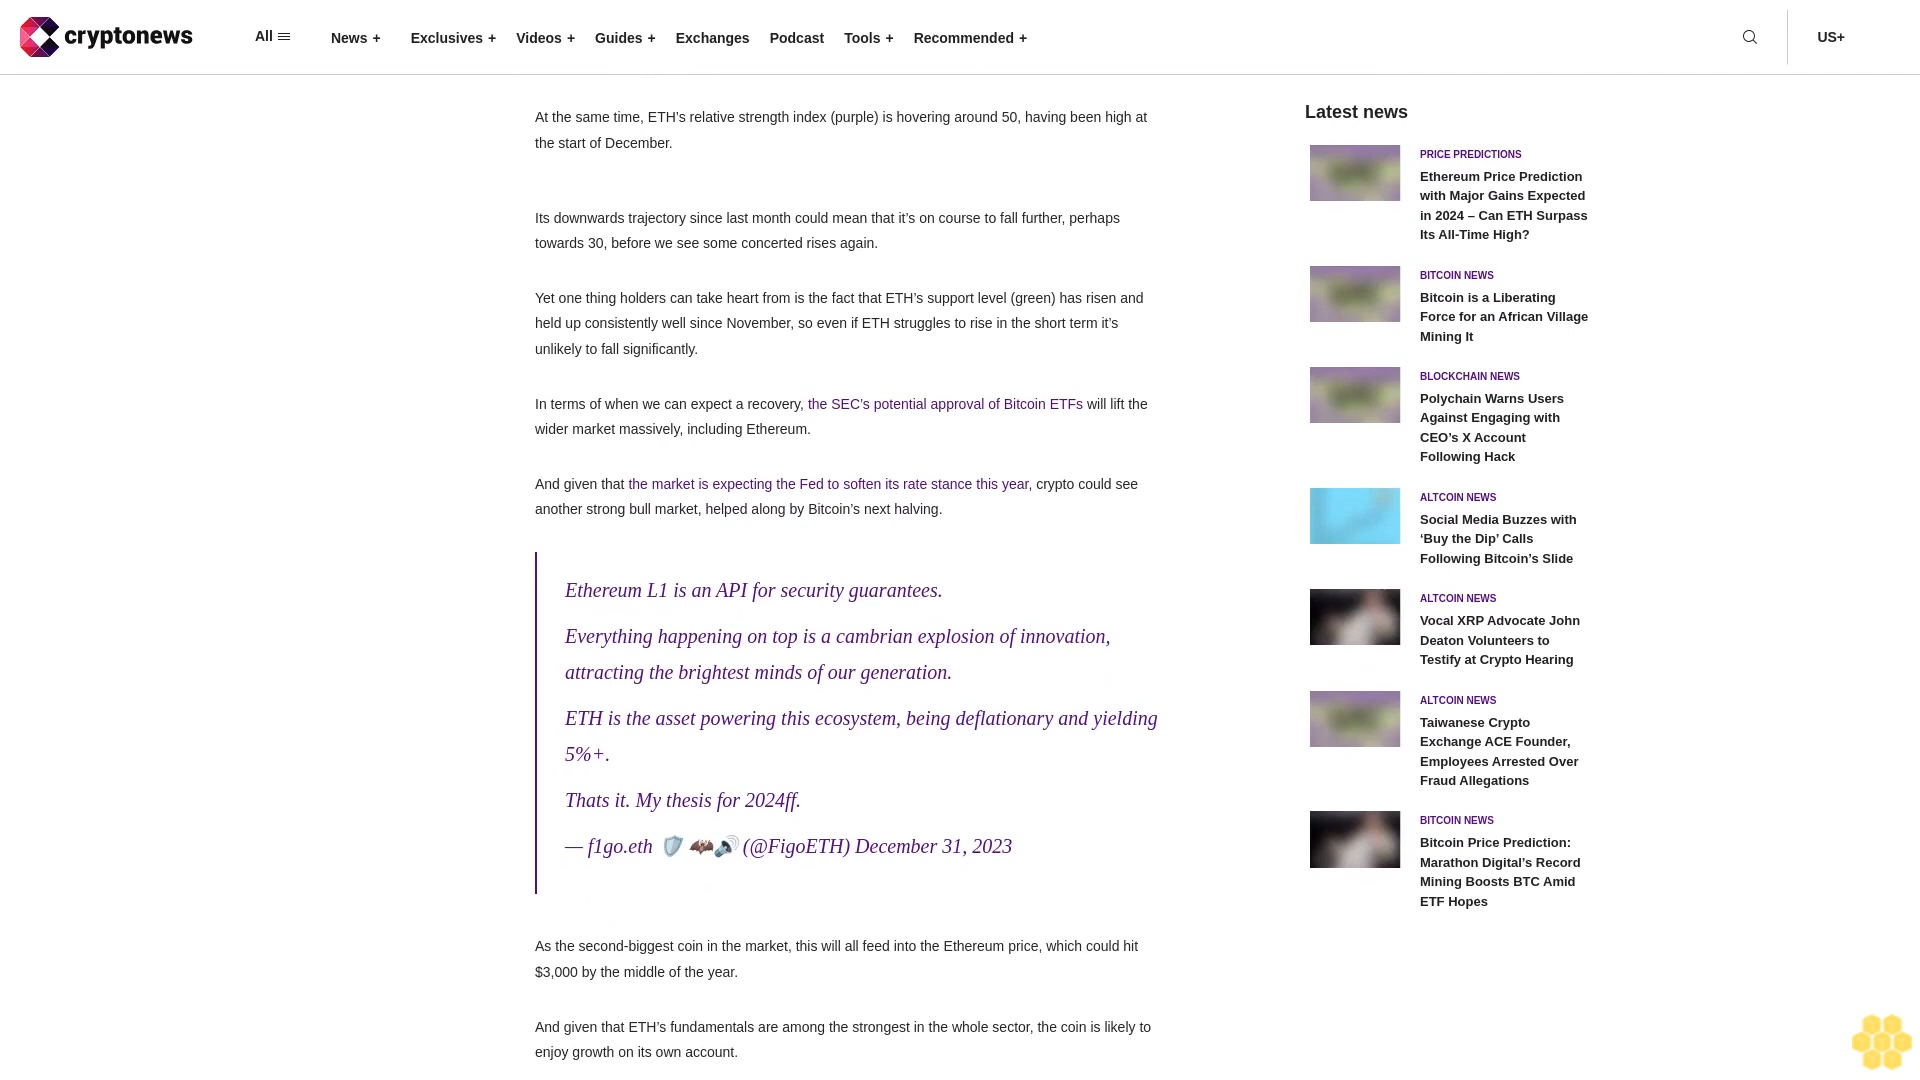 cryptonews
All
News +
Exclusives +
Videos +
Guides +
Exchanges
Podcast
Tools +
Recommended +
US+
At the same time, ETH’s relative strength index (purple) is hovering around 50, having been high at
the start of December.
Its downwards trajectory since last month could mean that it’s on course to fall further, perhaps
towards 30, before we see some concerted rises again.
Yet one thing holders can take heart from is the fact that ETH’s support level (green) has risen and
held up consistently well since November, so even if ETH struggles to rise in the short term it’s
unlikely to fall significantly.
In terms of when we can expect a recovery, the SEC’s potential approval of Bitcoin ETFs will lift the
wider market massively, including Ethereum.
And given that the market is expecting the Fed to soften its rate stance this year, crypto could see
another strong bull market, helped along by Bitcoin’s next halving.
Ethereum L1 is an API for security guarantees.
Everything happening on top is a cambrian explosion of innovation,
attracting the brightest minds of our generation.
ETH is the asset powering this ecosystem, being deflationary and yielding
5%+.
Thats it. My thesis for 2024ff.
— f1go.eth 🛡️ 🦇🔊 (@FigoETH) December 31, 2023
As the second-biggest coin in the market, this will all feed into the Ethereum price, which could hit
$3,000 by the middle of the year.
And given that ETH’s fundamentals are among the strongest in the whole sector, the coin is likely to
enjoy growth on its own account.
Latest news
PRICE PREDICTIONS
Ethereum Price Prediction
with Major Gains Expected
in 2024 – Can ETH Surpass
Its All-Time High?
BITCOIN NEWS
Bitcoin is a Liberating
Force for an African Village
Mining It
BLOCKCHAIN NEWS
Polychain Warns Users
Against Engaging with
CEO’s X Account
Following Hack
ALTCOIN NEWS
Social Media Buzzes with
‘Buy the Dip’ Calls
Following Bitcoin’s Slide
ALTCOIN NEWS
Vocal XRP Advocate John
Deaton Volunteers to
Testify at Crypto Hearing
ALTCOIN NEWS
Taiwanese Crypto
Exchange ACE Founder,
Employees Arrested Over
Fraud Allegations
BITCOIN NEWS
Bitcoin Price Prediction:
Marathon Digital’s Record
Mining Boosts BTC Amid
ETF Hopes